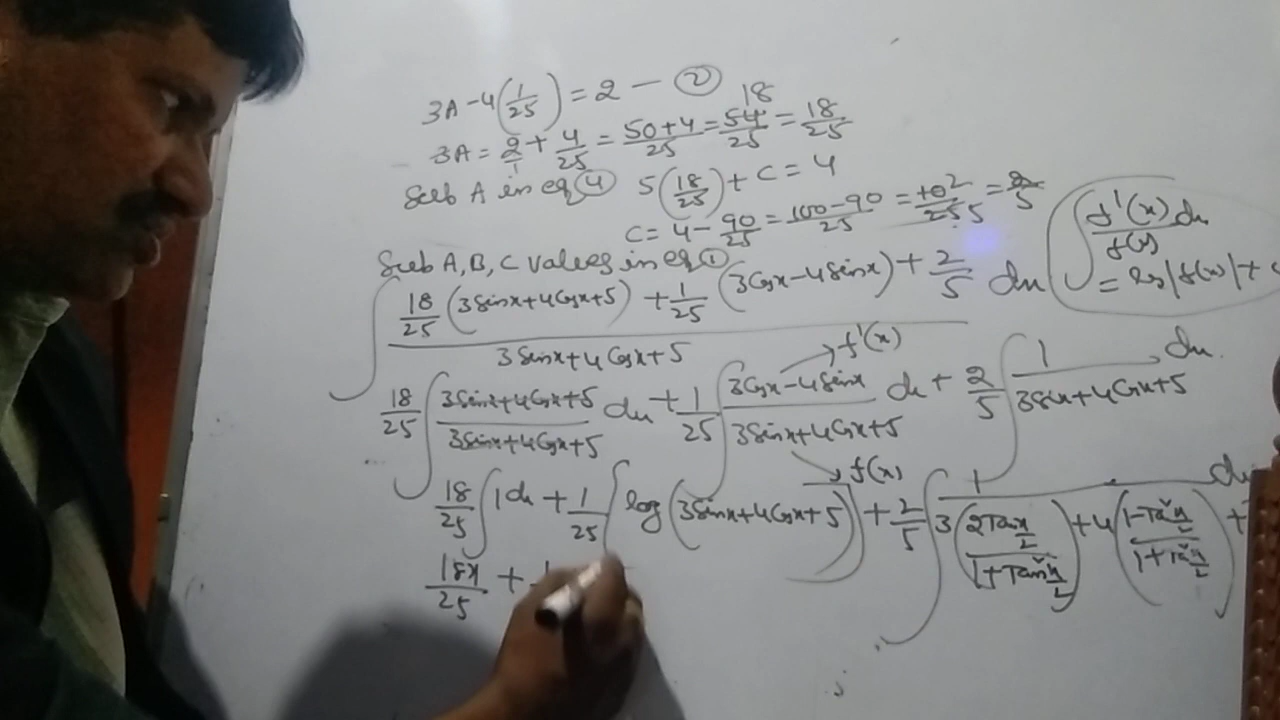 3A-4(1/25)=2 — ②
3A = 2/1 + 4/25 = 50+4/25 = 54/25 = 18/25
18
Sub A in eq ④ 5(18/25) + C = 4
C = 4 - 90/25 = 100-90/25 = 10/25 = 2/5
Sub A, B, C values in eq ①
∫ 18/25 (3Sinx+4Cosx+5) + 1/25 (3Cosx-4Sinx) + 2/5 / 3Sinx+4Cosx+5 dx
∫ f'(x)dx / f(x)
= log|f(x)|+
18/25 ∫ 3Sinx+4Cosx+5 / 3Sinx+4Cosx+5 dx + 1/25 ∫ 3Cosx-4Sinx / 3Sinx+4Cosx+5 dx + 2/5 ∫ 1 / 3Sinx+4Cosx+5 dx
→ f'(x)
→ f(x)
18/25 ∫ 1dx + 1/25 ∫ log(3Sinx+4Cosx+5) + 2/5 ∫ 1 / 3(2Tan x/2 / 1+Tan² x/2) + 4(1-Tan² x/2 / 1+Tan² x/2) + dx
18x/25 +